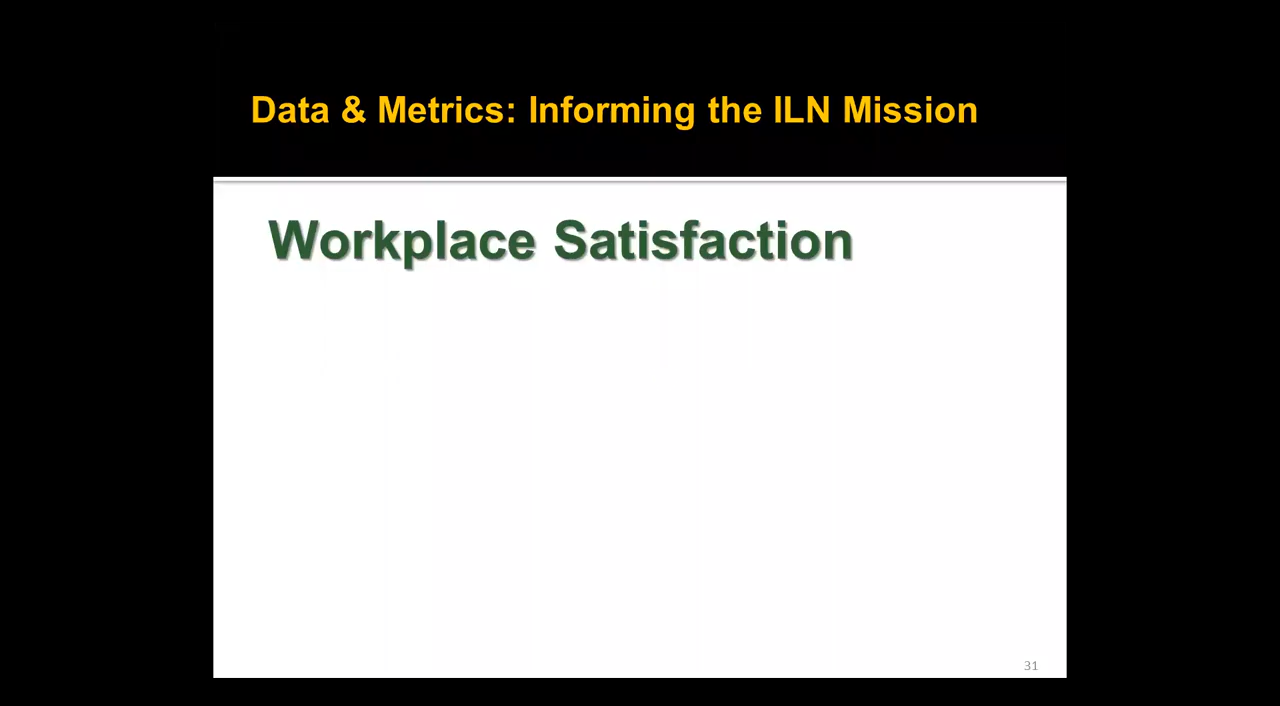 Data & Metrics: Informing the ILN Mission
Workplace Satisfaction
31